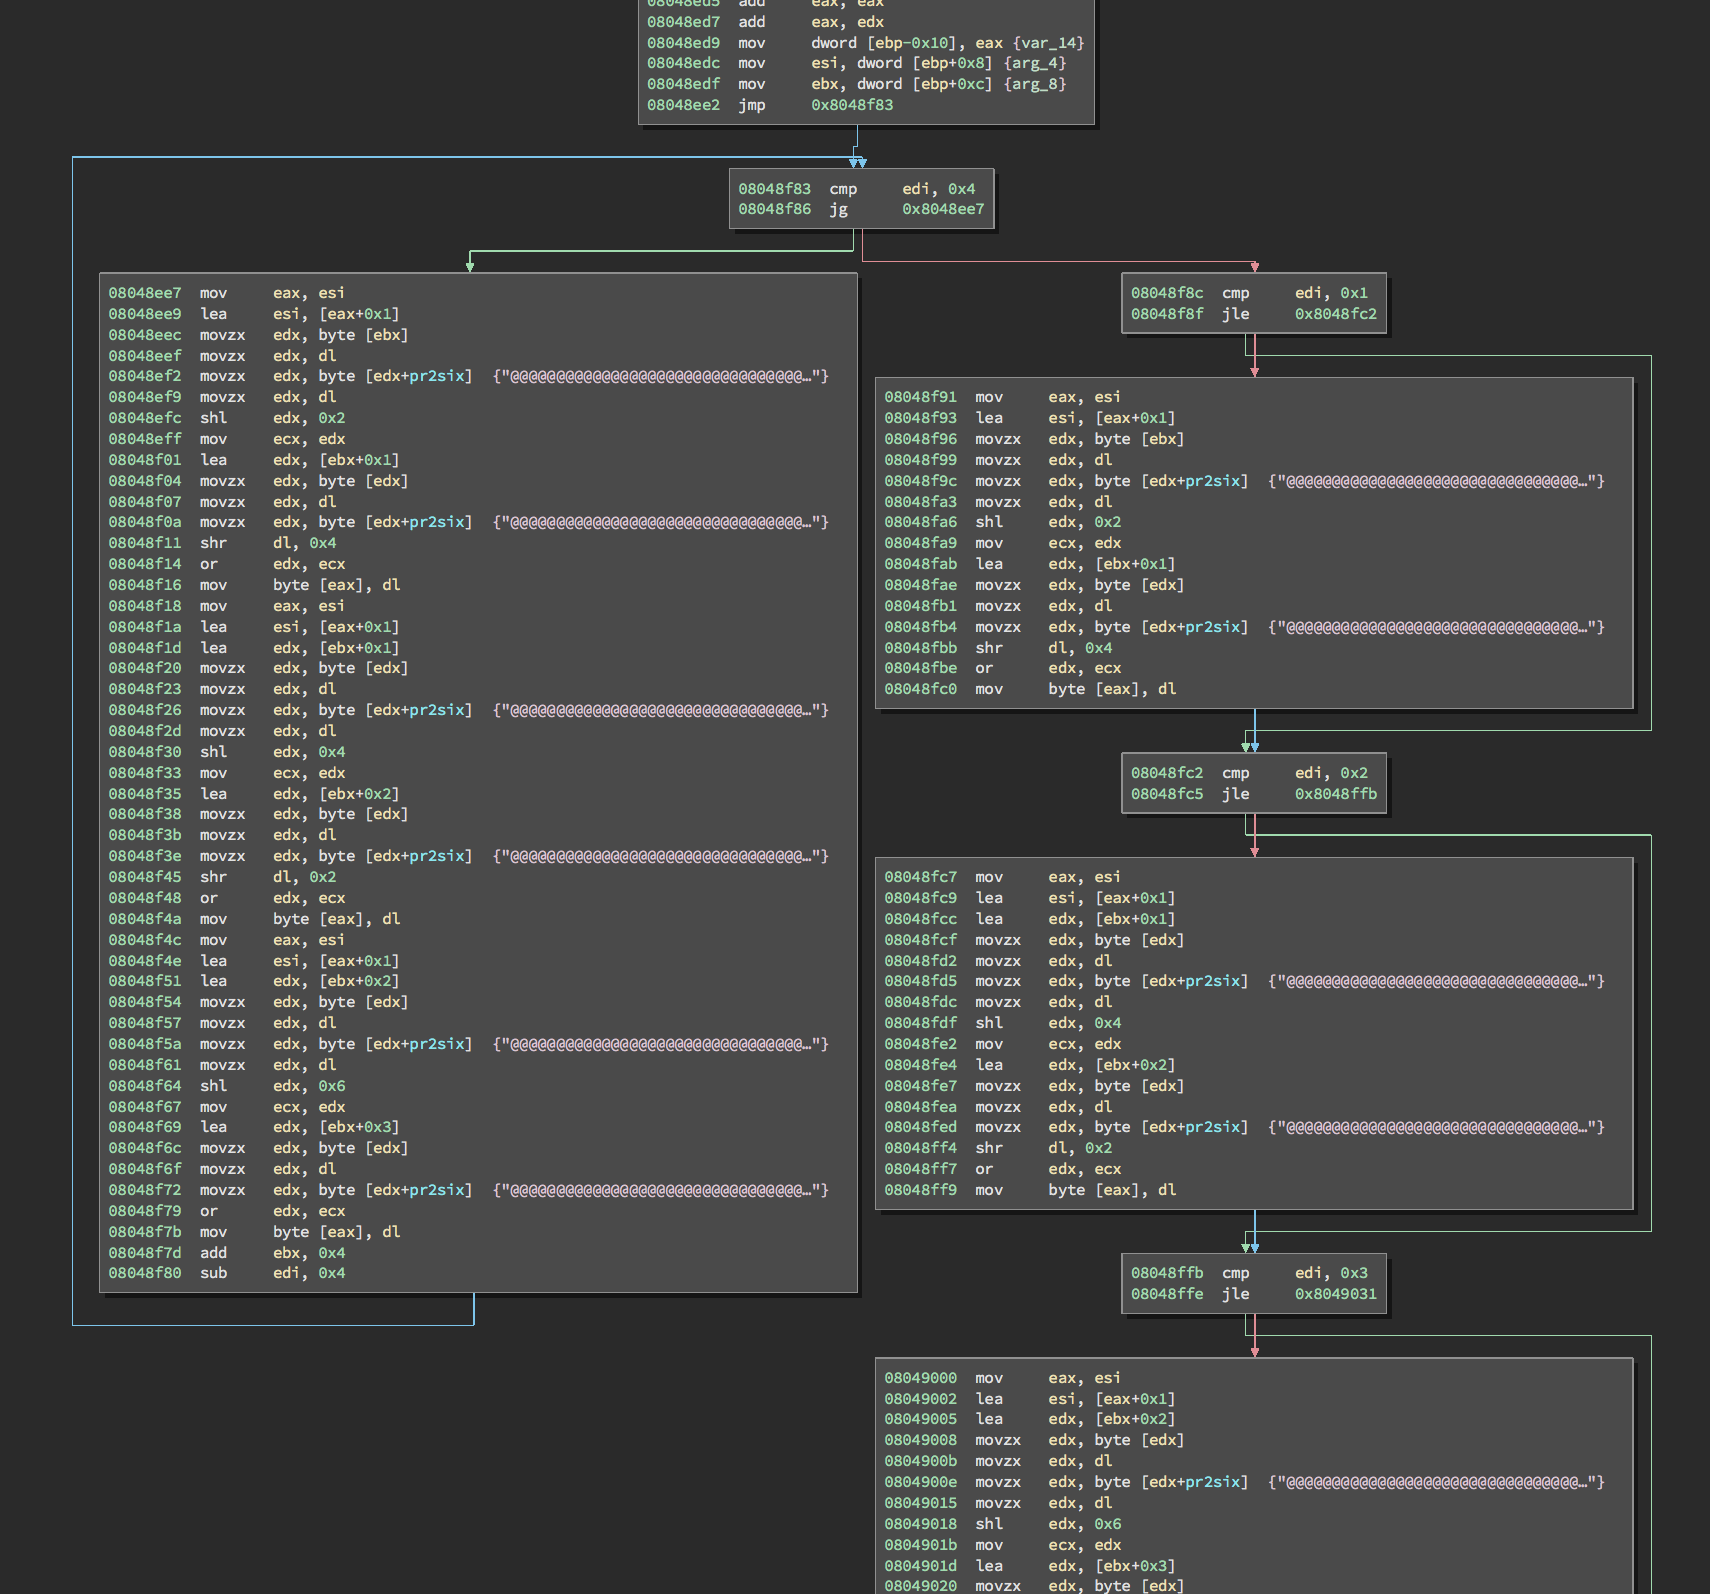 08048ed5 add eax, eax
08048ed7 add eax, edx
08048ed9 mov dword [ebp-0x10], eax {var_14}
08048edc mov esi, dword [ebp+0x8] {arg_4}
08048edf mov ebx, dword [ebp+0xc] {arg_8}
08048ee2 jmp 0x8048f83
08048f83 cmp edi, 0x4
08048f86 jg 0x8048ee7
08048ee7 mov eax, esi
08048ee9 lea esi, [eax+0x1]
08048eec movzx edx, byte [ebx]
08048eef movzx edx, dl
08048ef2 movzx edx, byte [edx+pr2six] {"@@@@@@@@@@@@@@@@@@@@@@@@@@@@@@@@…"}
08048ef9 movzx edx, dl
08048efc shl edx, 0x2
08048eff mov ecx, edx
08048f01 lea edx, [ebx+0x1]
08048f04 movzx edx, byte [edx]
08048f07 movzx edx, dl
08048f0a movzx edx, byte [edx+pr2six] {"@@@@@@@@@@@@@@@@@@@@@@@@@@@@@@@@…"}
08048f11 shr dl, 0x4
08048f14 or edx, ecx
08048f16 mov byte [eax], dl
08048f18 mov eax, esi
08048f1a lea esi, [eax+0x1]
08048f1d lea edx, [ebx+0x1]
08048f20 movzx edx, byte [edx]
08048f23 movzx edx, dl
08048f26 movzx edx, byte [edx+pr2six] {"@@@@@@@@@@@@@@@@@@@@@@@@@@@@@@@@…"}
08048f2d movzx edx, dl
08048f30 shl edx, 0x4
08048f33 mov ecx, edx
08048f35 lea edx, [ebx+0x2]
08048f38 movzx edx, byte [edx]
08048f3b movzx edx, dl
08048f3e movzx edx, byte [edx+pr2six] {"@@@@@@@@@@@@@@@@@@@@@@@@@@@@@@@@…"}
08048f45 shr dl, 0x2
08048f48 or edx, ecx
08048f4a mov byte [eax], dl
08048f4c mov eax, esi
08048f4e lea esi, [eax+0x1]
08048f51 lea edx, [ebx+0x2]
08048f54 movzx edx, byte [edx]
08048f57 movzx edx, dl
08048f5a movzx edx, byte [edx+pr2six] {"@@@@@@@@@@@@@@@@@@@@@@@@@@@@@@@@…"}
08048f61 movzx edx, dl
08048f64 shl edx, 0x6
08048f67 mov ecx, edx
08048f69 lea edx, [ebx+0x3]
08048f6c movzx edx, byte [edx]
08048f6f movzx edx, dl
08048f72 movzx edx, byte [edx+pr2six] {"@@@@@@@@@@@@@@@@@@@@@@@@@@@@@@@@…"}
08048f79 or edx, ecx
08048f7b mov byte [eax], dl
08048f7d add ebx, 0x4
08048f80 sub edi, 0x4
08048f8c cmp edi, 0x1
08048f8f jle 0x8048fc2
08048f91 mov eax, esi
08048f93 lea esi, [eax+0x1]
08048f96 movzx edx, byte [ebx]
08048f99 movzx edx, dl
08048f9c movzx edx, byte [edx+pr2six] {"@@@@@@@@@@@@@@@@@@@@@@@@@@@@@@@@…"}
08048fa3 movzx edx, dl
08048fa6 shl edx, 0x2
08048fa9 mov ecx, edx
08048fab lea edx, [ebx+0x1]
08048fae movzx edx, byte [edx]
08048fb1 movzx edx, dl
08048fb4 movzx edx, byte [edx+pr2six] {"@@@@@@@@@@@@@@@@@@@@@@@@@@@@@@@@…"}
08048fbb shr dl, 0x4
08048fbe or edx, ecx
08048fc0 mov byte [eax], dl
08048fc2 cmp edi, 0x2
08048fc5 jle 0x8048ffb
08048fc7 mov eax, esi
08048fc9 lea esi, [eax+0x1]
08048fcc lea edx, [ebx+0x1]
08048fcf movzx edx, byte [edx]
08048fd2 movzx edx, dl
08048fd5 movzx edx, byte [edx+pr2six] {"@@@@@@@@@@@@@@@@@@@@@@@@@@@@@@@@…"}
08048fdc movzx edx, dl
08048fdf shl edx, 0x4
08048fe2 mov ecx, edx
08048fe4 lea edx, [ebx+0x2]
08048fe7 movzx edx, byte [edx]
08048fea movzx edx, dl
08048fed movzx edx, byte [edx+pr2six] {"@@@@@@@@@@@@@@@@@@@@@@@@@@@@@@@@…"}
08048ff4 shr dl, 0x2
08048ff7 or edx, ecx
08048ff9 mov byte [eax], dl
08048ffb cmp edi, 0x3
08048ffe jle 0x8049031
08049000 mov eax, esi
08049002 lea esi, [eax+0x1]
08049005 lea edx, [ebx+0x2]
08049008 movzx edx, byte [edx]
0804900b movzx edx, dl
0804900e movzx edx, byte [edx+pr2six] {"@@@@@@@@@@@@@@@@@@@@@@@@@@@@@@@@…"}
08049015 movzx edx, dl
08049018 shl edx, 0x6
0804901b mov ecx, edx
0804901d lea edx, [ebx+0x3]
08049020 movzx edx, byte [edx]